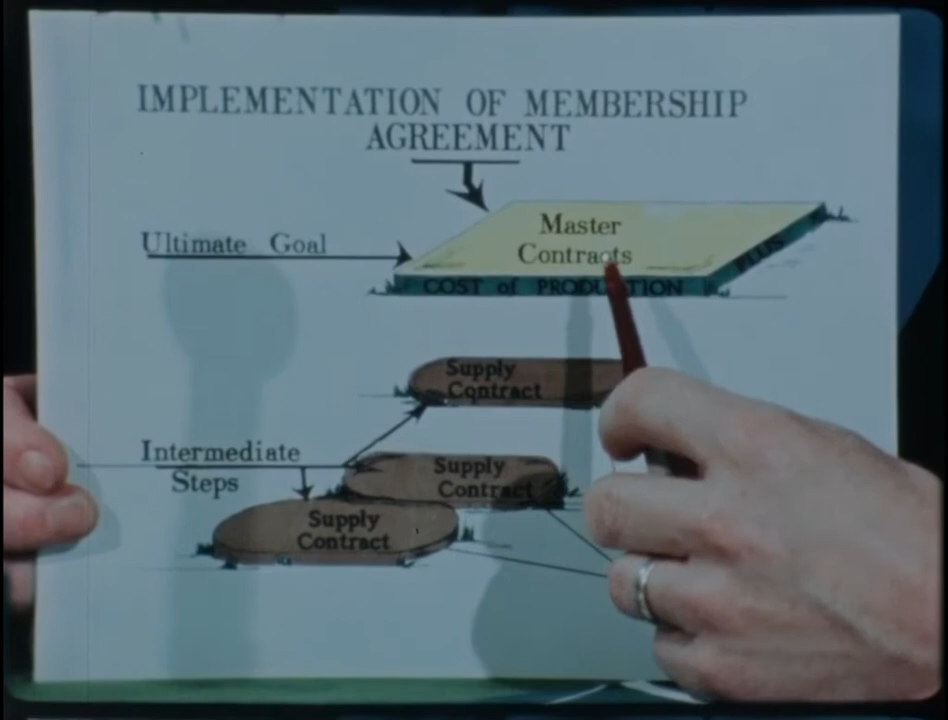 IMPLEMENTATION OF MEMBERSHIP
AGREEMENT
Master
Contracts
Ultimate Goal
COST of PRODUCTION
PLUS
Supply
Contract
Intermediate
Steps
Supply
Contract
Supply
Contract